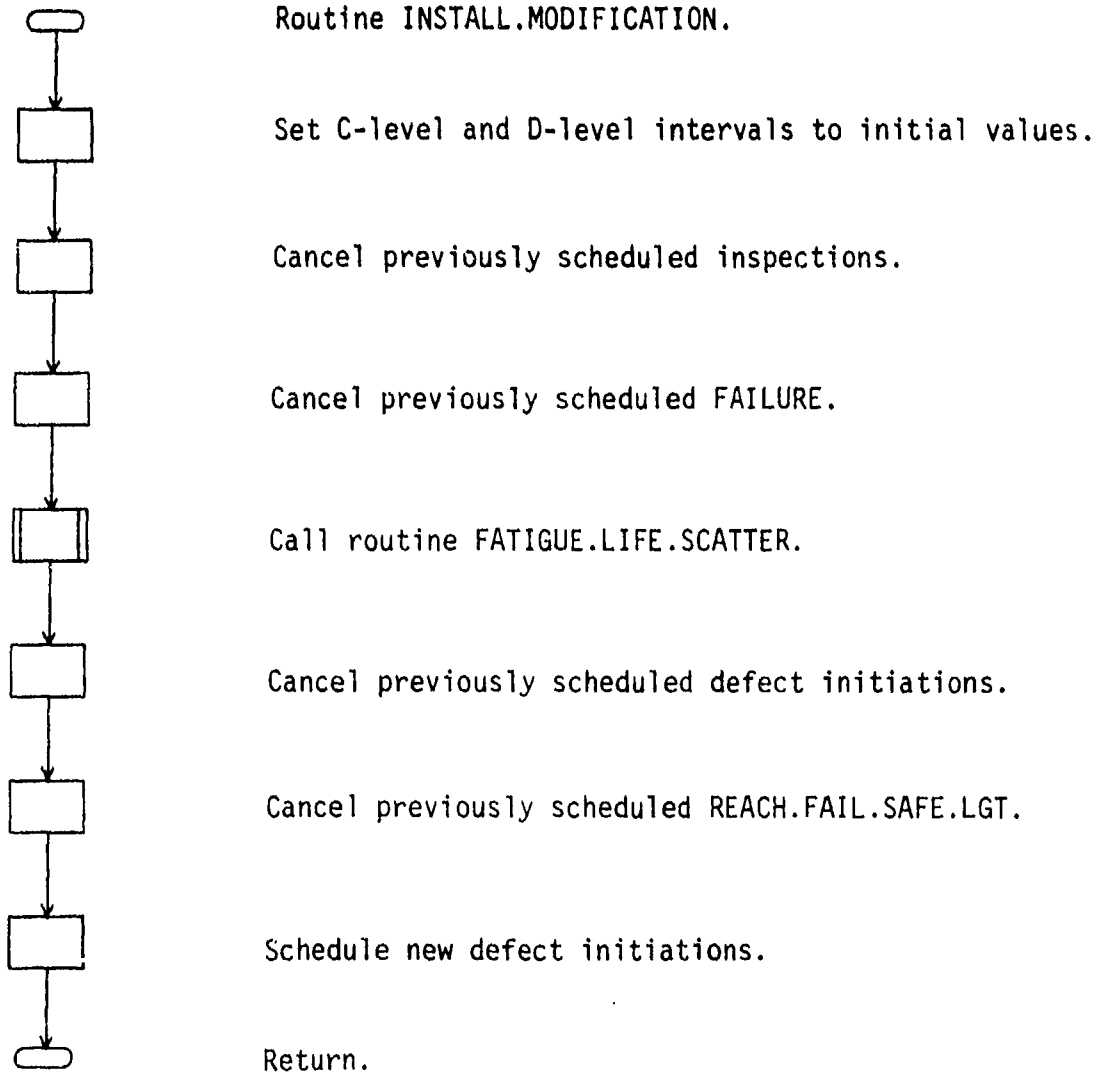 Routine INSTALL.MODIFICATION.
Set C-level and D-level intervals to initial values.
Cancel previously scheduled inspections.
Cancel previously scheduled FAILURE.
Call routine FATIGUE.LIFE.SCATTER.
Cancel previously scheduled defect initiations.
Cancel previously scheduled REACH.FAIL.SAFE.LGT.
Schedule new defect initiations.
Return.